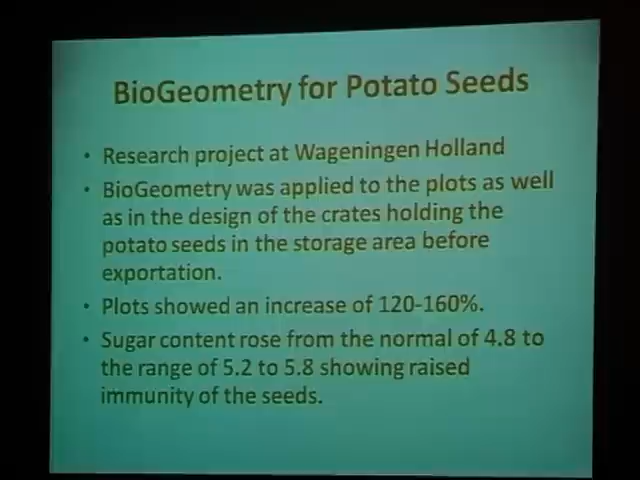 BioGeometry for Potato Seeds
• Research project at Wageningen Holland
• BioGeometry was applied to the plots as well
as in the design of the crates holding the
potato seeds in the storage area before
exportation.
• Plots showed an increase of 120-160%.
• Sugar content rose from the normal of 4.8 to
the range of 5.2 to 5.8 showing raised
immunity of the seeds.